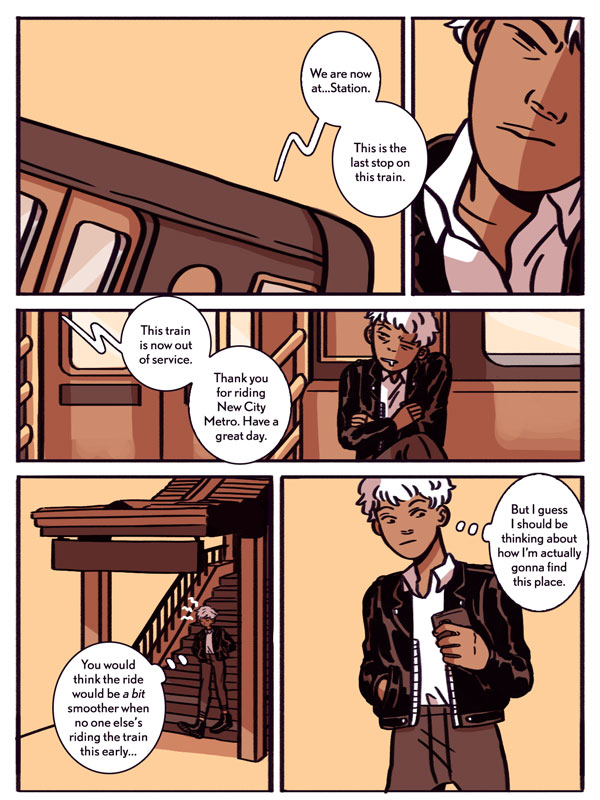 We are now
at...Station.
This is the
last stop on
this train.
This train
is now out
of service.
Thank you
for riding
New City
Metro. Have a
great day.
You would
think the ride
would be a bit
smoother when
no one else's
riding the train
this early...
But I guess
I should be
thinking about
how I'm actually
gonna find
this place.